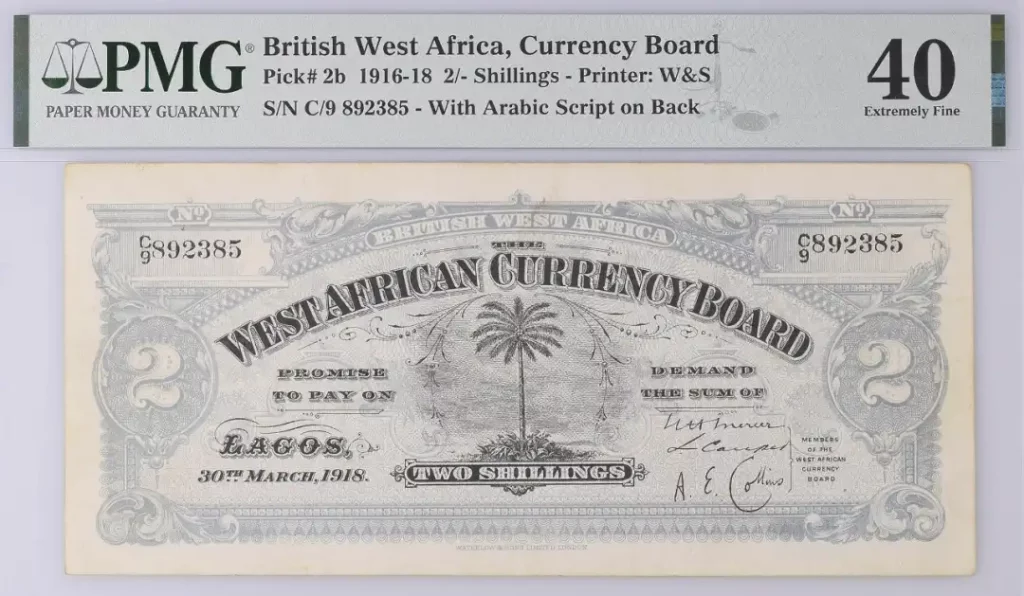 PMG®
PAPER MONEY GUARANTY
British West Africa, Currency Board
Pick# 2b 1916-18 2/- Shillings - Printer: W&S
S/N C/9 892385 - With Arabic Script on Back
40
Extremely Fine
Nº
Nº
BRITISH WEST AFRICA
C/9 892385
C/9 892385
THE
WEST AFRICAN CURRENCY BOARD
PROMISE
TO PAY ON
DEMAND
THE SUM OF
2
2
LAGOS,
30TH MARCH, 1918.
TWO SHILLINGS
A. E. Collins
MEMBERS
OF THE
WEST AFRICAN
CURRENCY
BOARD